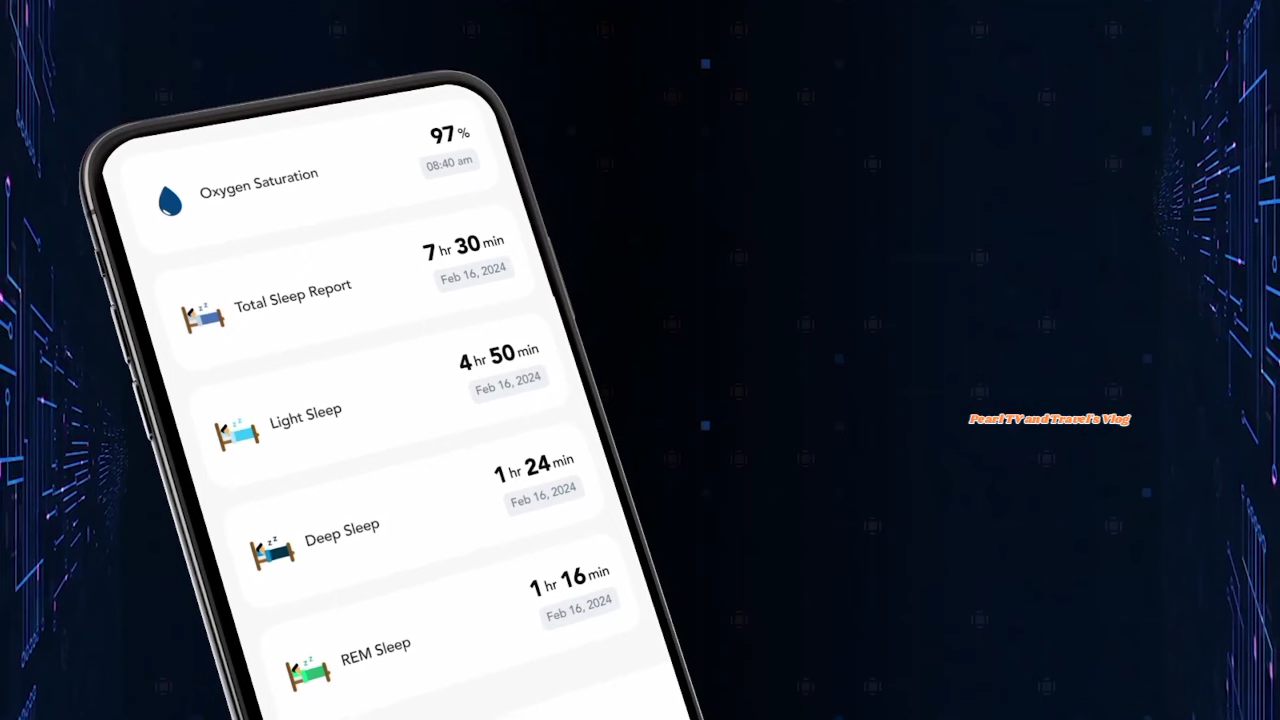 97 %
08:40 am
Oxygen Saturation
7 hr 30 min
Feb 16, 2024
Total Sleep Report
4 hr 50 min
Feb 16, 2024
Light Sleep
1 hr 24 min
Feb 16, 2024
Deep Sleep
1 hr 16 min
Feb 16, 2024
REM Sleep
Pearl TV and Travel's Vlog